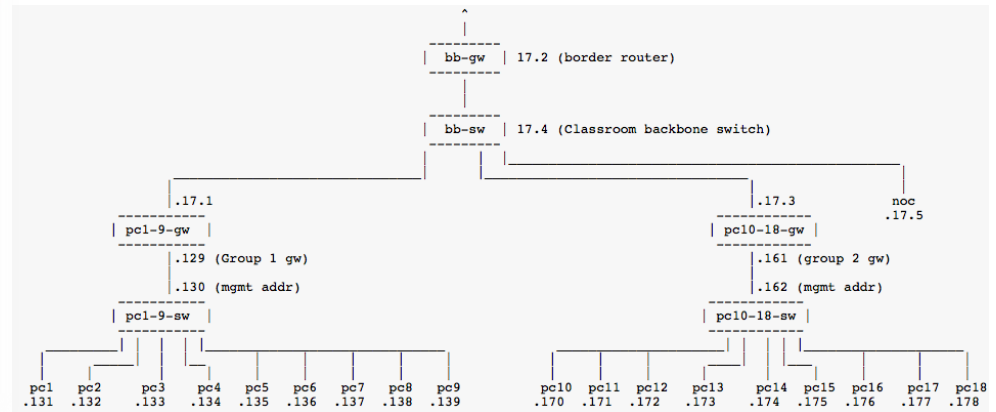 ^
bb-gw 17.2 (border router)
bb-sw 17.4 (Classroom backbone switch)
.17.1 .17.3 noc
.17.5
pc1-9-gw pc10-18-gw
.129 (Group 1 gw) .161 (group 2 gw)
.130 (mgmt addr) .162 (mgmt addr)
pc1-9-sw pc10-18-sw
pc1 pc2 pc3 pc4 pc5 pc6 pc7 pc8 pc9 pc10 pc11 pc12 pc13 pc14 pc15 pc16 pc17 pc18
.131 .132 .133 .134 .135 .136 .137 .138 .139 .170 .171 .172 .173 .174 .175 .176 .177 .178